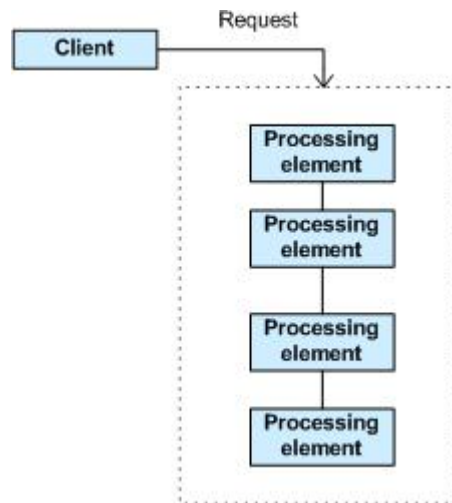 Request
Client
Processing
element
Processing
element
Processing
element
Processing
element